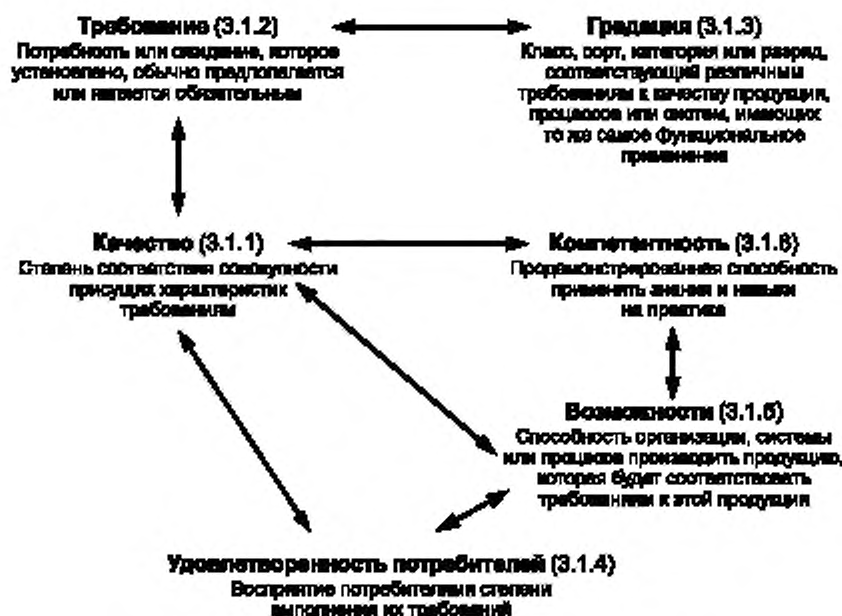 Требование (3.1.2)
Потребность или ожидание, которое
установлено, обычно предполагается
или является обязательным
Градация (3.1.3)
Класс, сорт, категория или разряд,
соответствующий различным
требованиям к качеству продукции,
процессов или систем, имеющих
то же самое функциональное
применение
Качество (3.1.1)
Степень соответствия совокупности
присущих характеристик
требованиям
Компетентность (3.1.6)
Продемонстрированная способность
применять знания и навыки
на практике
Возможности (3.1.5)
Способность организации, системы
или процесса производить продукцию,
которая будет соответствовать
требованиям к этой продукции
Удовлетворенность потребителей (3.1.4)
Восприятие потребителями степени
выполнения их требований